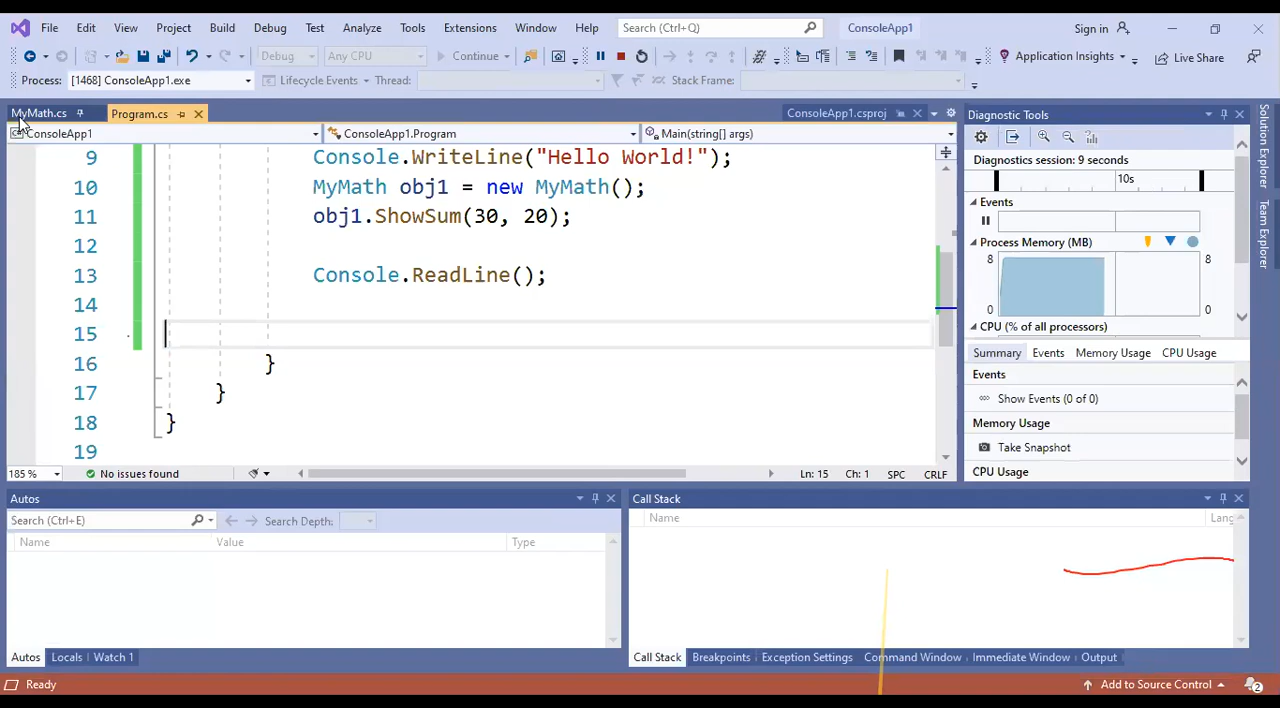 File Edit View Project Build Debug Test Analyze Tools Extensions Window Help Search (Ctrl+Q) ConsoleApp1 Sign in
Debug Any CPU Continue Application Insights Live Share
Process: [1468] ConsoleApp1.exe Lifecycle Events Thread: Stack Frame:
MyMath.cs Program.cs ConsoleApp1.csproj
ConsoleApp1 ConsoleApp1.Program Main(string[] args)
9 Console.WriteLine("Hello World!");
10 MyMath obj1 = new MyMath();
11 obj1.ShowSum(30, 20);
12
13 Console.ReadLine();
14
15
16 }
17 }
18 }
19
185 % No issues found Ln: 15 Ch: 1 SPC CRLF
Diagnostic Tools
Diagnostics session: 9 seconds
10s
Events
Process Memory (MB)
8 8
0 0
CPU (% of all processors)
Summary Events Memory Usage CPU Usage
Events
Show Events (0 of 0)
Memory Usage
Take Snapshot
CPU Usage
Solution Explorer
Team Explorer
Autos
Search (Ctrl+E) Search Depth:
Name Value Type
Autos Locals Watch 1
Call Stack
Name Lang
Call Stack Breakpoints Exception Settings Command Window Immediate Window Output
Ready Add to Source Control 2